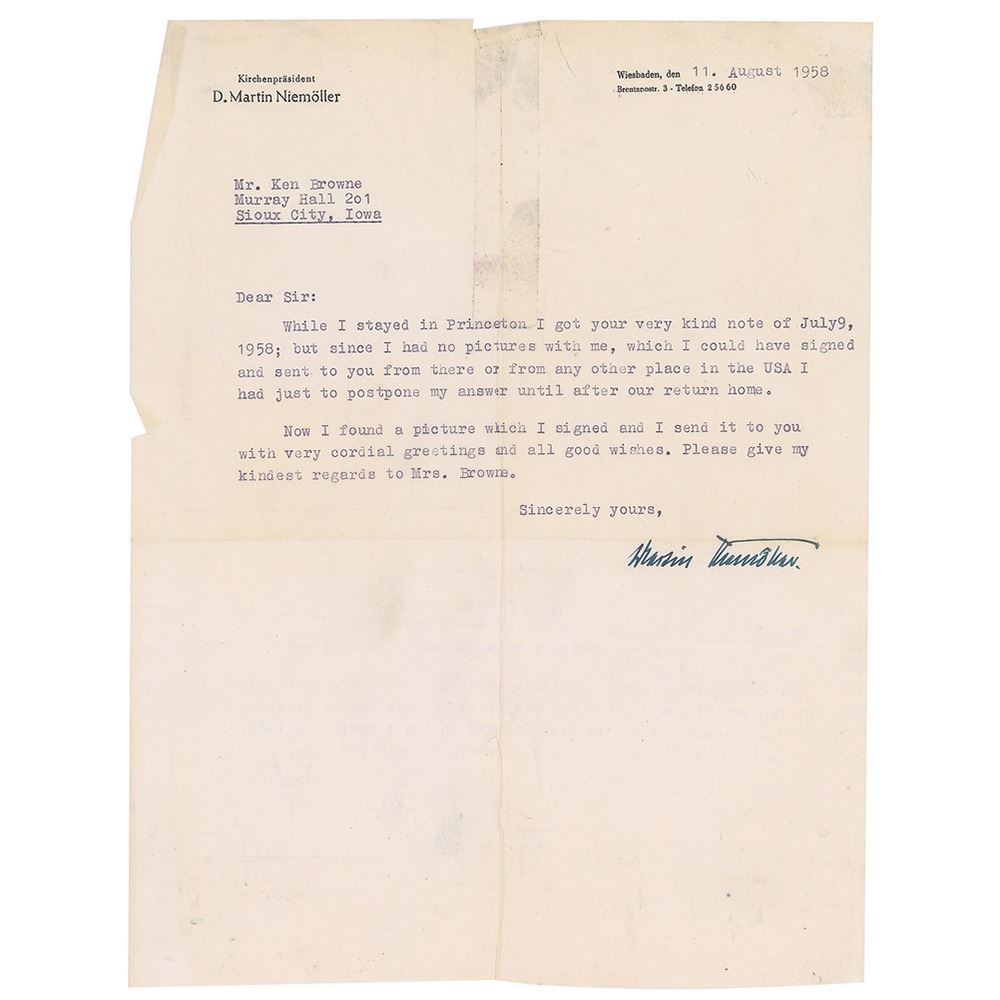 Kirchenpräsident
D. Martin Niemöller
Wiesbaden, den 11. August 1958
Brentanostr. 3 - Telefon 25660
Mr. Ken Browne
Murray Hall 2o1
Sioux City, Iowa
Dear Sir:
While I stayed in Princeton I got your very kind note of July9,
1958; but since I had no pictures with me, which I could have signed
and sent to you from there or from any other place in the USA I
had just to postpone my answer until after our return home.
Now I found a picture which I signed and I send it to you
with very cordial greetings and all good wishes. Please give my
kindest regards to Mrs. Browne.
Sincerely yours,
Martin Niemöller.